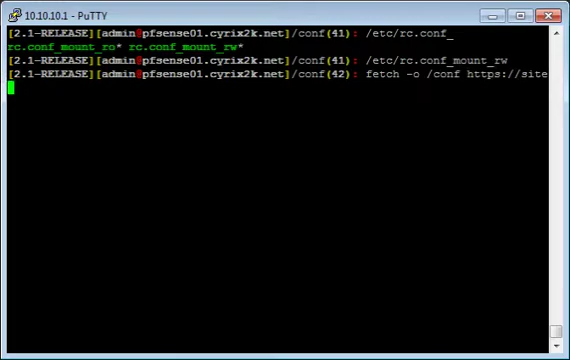 10.10.10.1 - PuTTY
[2.1-RELEASE][admin@pfsense01.cyrix2k.net]/conf(41): /etc/rc.conf_
rc.conf_mount_ro* rc.conf_mount_rw*
[2.1-RELEASE][admin@pfsense01.cyrix2k.net]/conf(41): /etc/rc.conf_mount_rw
[2.1-RELEASE][admin@pfsense01.cyrix2k.net]/conf(42): fetch -o /conf https://site